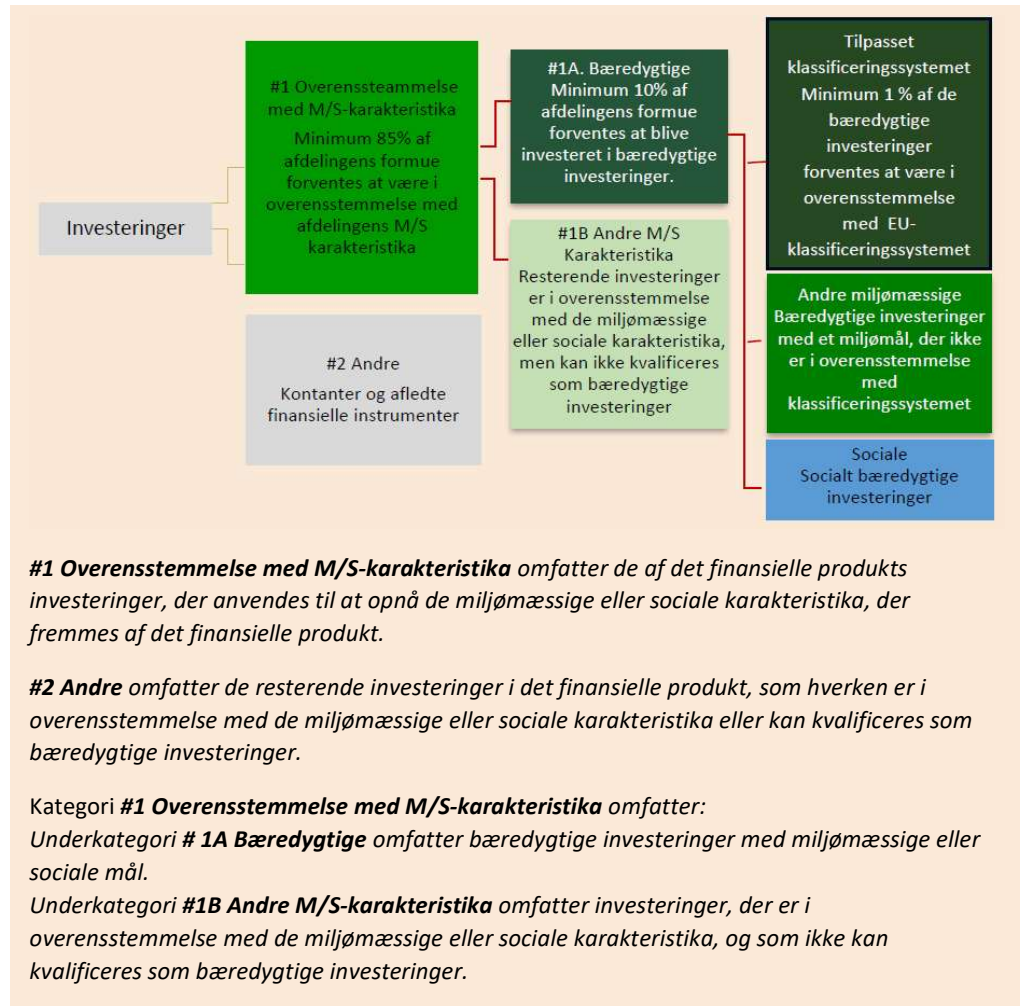 Investeringer
#1 Overenssteammelse
med M/S-karakteristika
Minimum 85% af
afdelingens formue
forventes at være i
overensstemmelse med
afdelingens M/S
karakteristika
#2 Andre
Kontanter og afledte
finansielle instrumenter
#1A. Bæredygtige
Minimum 10% af
afdelingens formue
forventes at blive
investeret i bæredygtige
investeringer.
#1B Andre M/S
Karakteristika
Resterende investeringer
er i overensstemmelse
med de miljømæssige
eller sociale karakteristika,
men kan ikke kvalificeres
som bæredygtige
investeringer
Tilpasset
klassificeringssystemet
Minimum 1 % af de
bæredygtige
investeringer
forventes at være i
overensstemmelse
med EU-
klassificeringssystemet
Andre miljømæssige
Bæredygtige investeringer
med et miljømål, der ikke
er i overensstemmelse
med
klassificeringssystemet
Sociale
Socialt bæredygtige
investeringer
#1 Overensstemmelse med M/S-karakteristika omfatter de af det finansielle produkts
investeringer, der anvendes til at opnå de miljømæssige eller sociale karakteristika, der
fremmes af det finansielle produkt.
#2 Andre omfatter de resterende investeringer i det finansielle produkt, som hverken er i
overensstemmelse med de miljømæssige eller sociale karakteristika eller kan kvalificeres som
bæredygtige investeringer.
Kategori #1 Overensstemmelse med M/S-karakteristika omfatter:
Underkategori # 1A Bæredygtige omfatter bæredygtige investeringer med miljømæssige eller
sociale mål.
Underkategori #1B Andre M/S-karakteristika omfatter investeringer, der er i
overensstemmelse med de miljømæssige eller sociale karakteristika, og som ikke kan
kvalificeres som bæredygtige investeringer.